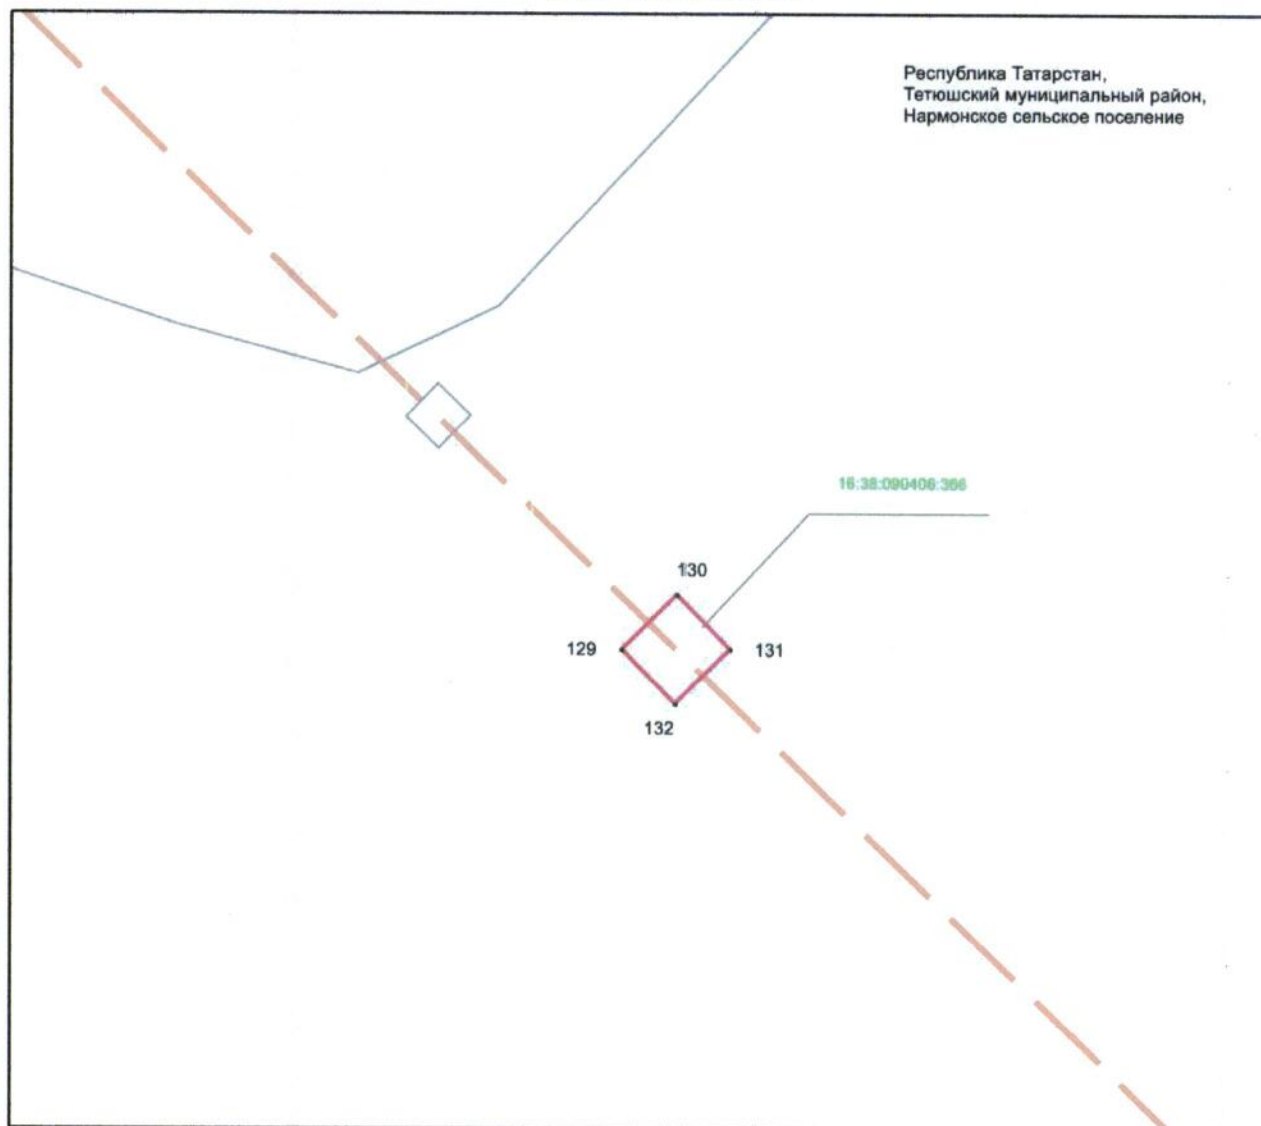 Республика Татарстан,
Тетюшский муниципальный район,
Нармонское сельское поселение
16:38:090406:366
130
129
131
132